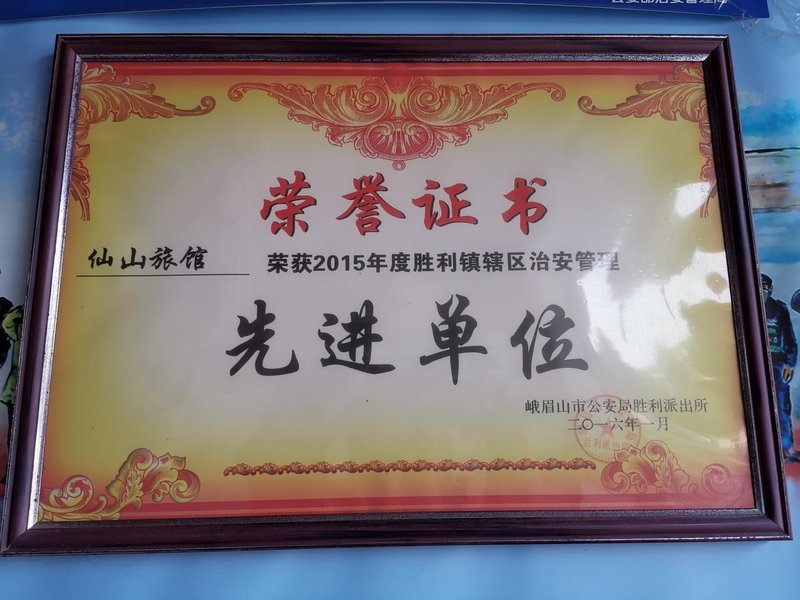 荣誉证书
仙山旅馆 荣获2015年度胜利镇辖区治安管理
先进单位
峨眉山市公安局胜利派出所
二〇一六年一月